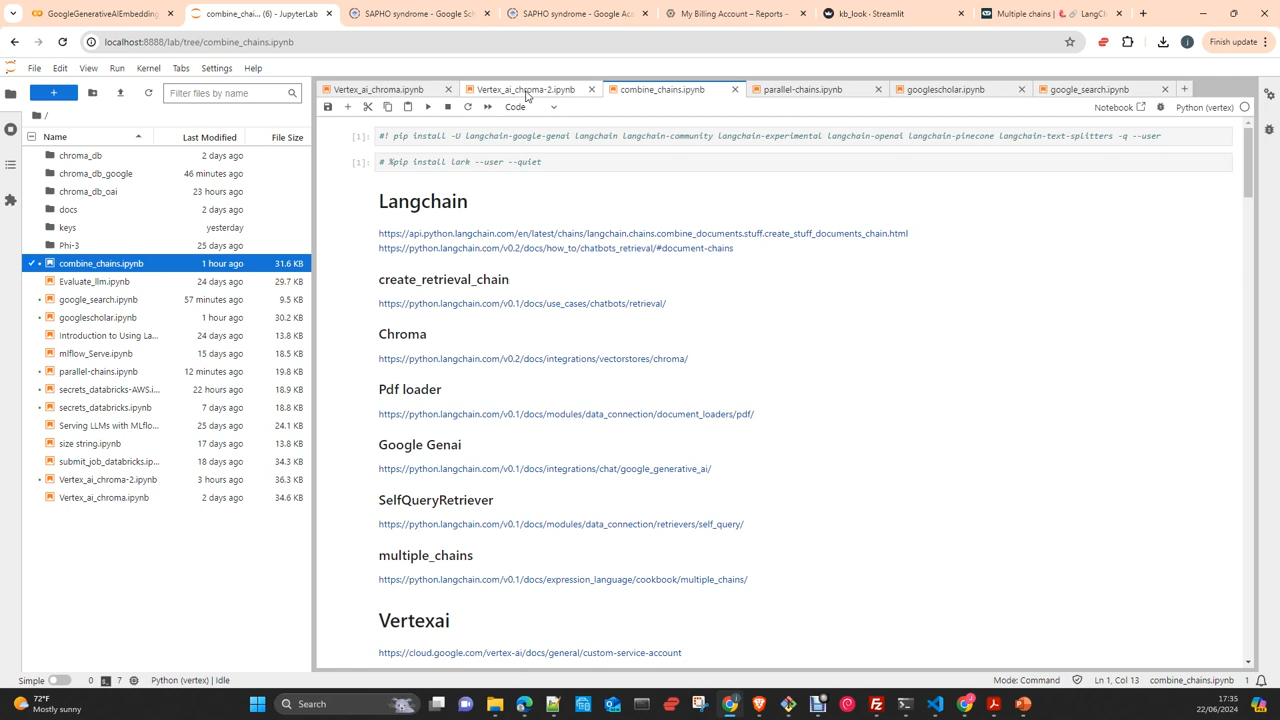 GoogleGenerativeAIEmbedding
combine_chai... (6) - JupyterLab
SAPHO syndrome - Google Sch
SAPHO syndrome - Google Aca
My Billing Account – Reports –
kb_look - Streamlit
Multiple chains | 🦜️🔗 LangC
localhost:8888/lab/tree/combine_chains.ipynb
Finish update
File Edit View Run Kernel Tabs Settings Help
Filter files by name
/
Name Last Modified File Size
chroma_db 2 days ago
chroma_db_google 46 minutes ago
chroma_db_oai 23 hours ago
docs 2 days ago
keys yesterday
Phi-3 25 days ago
combine_chains.ipynb 1 hour ago 31.6 KB
Evaluate_llm.ipynb 24 days ago 29.7 KB
google_search.ipynb 57 minutes ago 9.5 KB
googlescholar.ipynb 1 hour ago 30.2 KB
Introduction to Using La... 24 days ago 13.8 KB
mlflow_Serve.ipynb 15 days ago 18.5 KB
parallel-chains.ipynb 12 minutes ago 19.8 KB
secrets_databricks-AWS.i... 22 hours ago 18.9 KB
secrets_databricks.ipynb 7 days ago 18.8 KB
Serving LLMs with MLflo... 25 days ago 24.1 KB
size string.ipynb 17 days ago 13.8 KB
submit_job_databricks.ip... 18 days ago 34.3 KB
Vertex_ai_chroma-2.ipynb 3 hours ago 36.3 KB
Vertex_ai_chroma.ipynb 2 days ago 34.6 KB
Vertex_ai_chroma.ipynb
Vertex_ai_chroma-2.ipynb
combine_chains.ipynb
parallel-chains.ipynb
googlescholar.ipynb
google_search.ipynb
Code
Notebook
Python (vertex)
[1]: #! pip install -U langchain-google-genai langchain langchain-community langchain-experimental langchain-openai langchain-pinecone langchain-text-splitters -q --user
[1]: # %pip install lark --user --quiet
Langchain
https://api.python.langchain.com/en/latest/chains/langchain.chains.combine_documents.stuff.create_stuff_documents_chain.html
https://python.langchain.com/v0.2/docs/how_to/chatbots_retrieval/#document-chains
create_retrieval_chain
https://python.langchain.com/v0.1/docs/use_cases/chatbots/retrieval/
Chroma
https://python.langchain.com/v0.2/docs/integrations/vectorstores/chroma/
Pdf loader
https://python.langchain.com/v0.1/docs/modules/data_connection/document_loaders/pdf/
Google Genai
https://python.langchain.com/v0.1/docs/integrations/chat/google_generative_ai/
SelfQueryRetriever
https://python.langchain.com/v0.1/docs/modules/data_connection/retrievers/self_query/
multiple_chains
https://python.langchain.com/v0.1/docs/expression_language/cookbook/multiple_chains/
Vertexai
https://cloud.google.com/vertex-ai/docs/general/custom-service-account
Simple 0 7 Python (vertex) | Idle
Mode: Command Ln 1, Col 13 combine_chains.ipynb 1
72°F
Mostly sunny
Search
17:35
22/06/2024